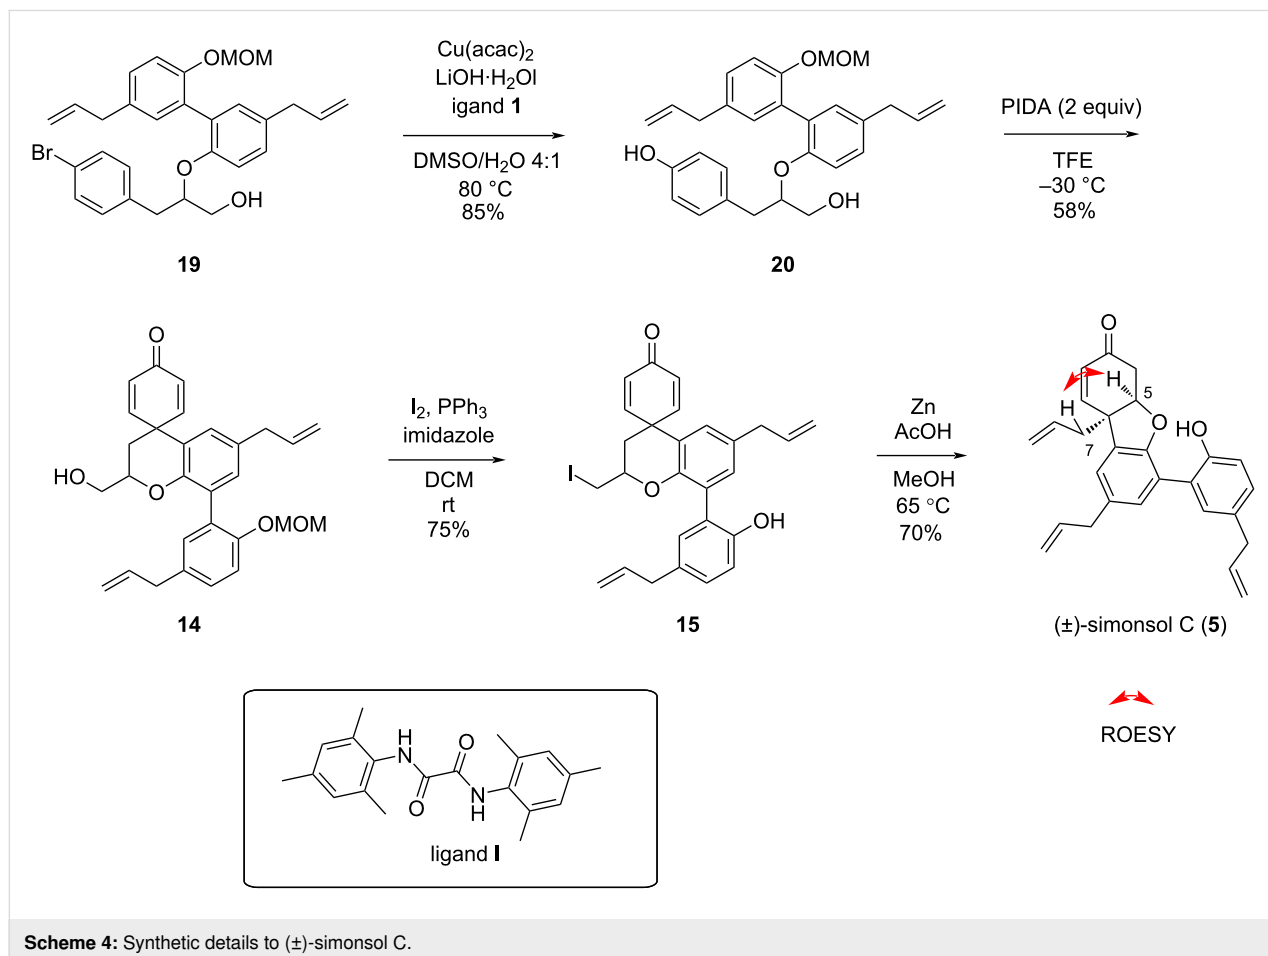 OMOM
Br
O
OH
19
Cu(acac)2
LiOH·H2Ol
igand 1
DMSO/H2O 4:1
80 °C
85%
OMOM
HO
O
OH
20
PIDA (2 equiv)
TFE
–30 °C
58%
O
HO
O
OMOM
14
I2, PPh3
imidazole
DCM
rt
75%
O
I
O
OH
15
Zn
AcOH
MeOH
65 °C
70%
O
H
5
H
O
HO
7
(±)-simonsol C (5)
ROESY
H
N
O
O
N
H
ligand I
Scheme 4: Synthetic details to (±)-simonsol C.